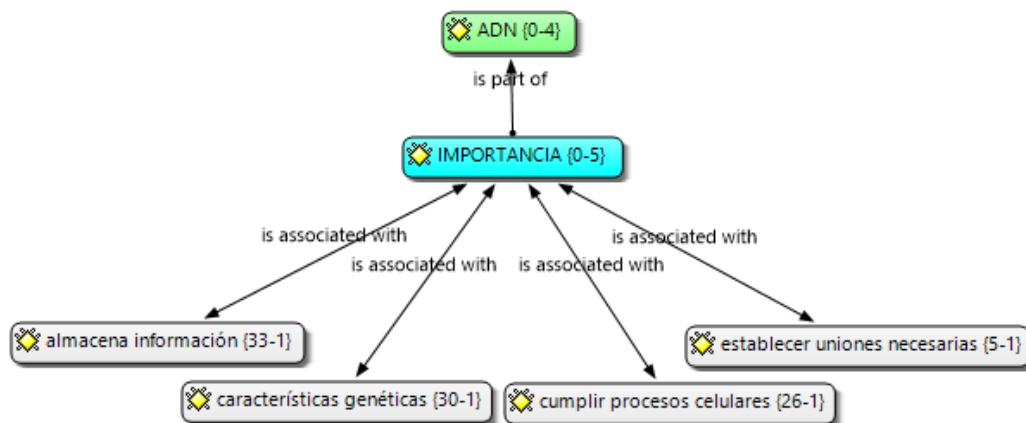 ADN {0-4}
is part of
IMPORTANCIA {0-5}
is associated with
is associated with
is associated with
is associated with
almacena información {33-1}
establecer uniones necesarias {5-1}
características genéticas {30-1}
cumplir procesos celulares {26-1}